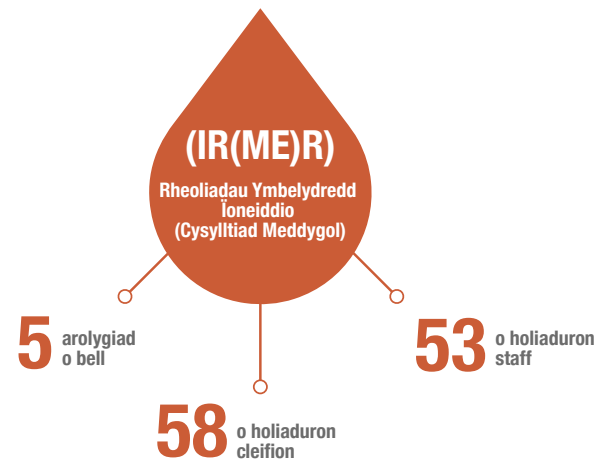 (IR(ME)R)
Rheoliadau Ymbelydredd
Ïoneiddio
(Cysylltiad Meddygol)
5 arolygiad
o bell
53 o holiaduron
staff
58 o holiaduron
cleifion